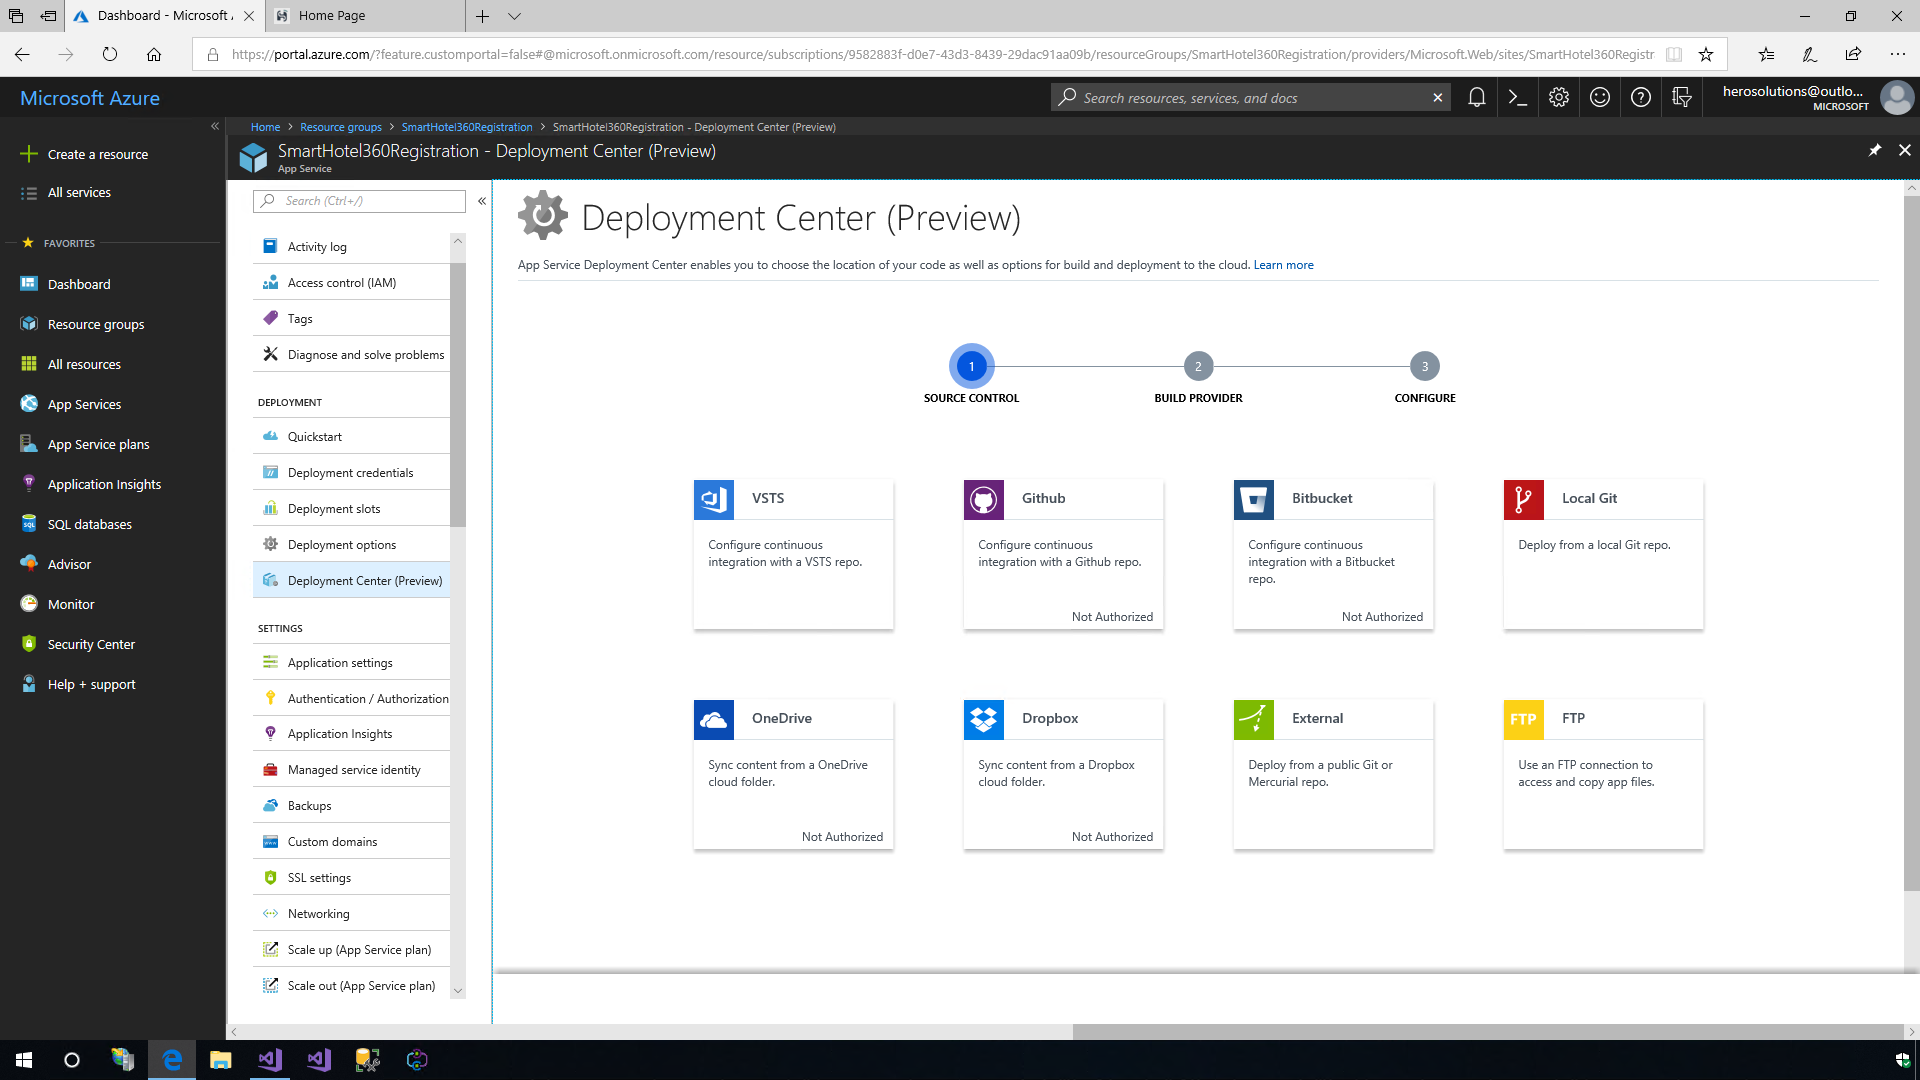 Dashboard - Microsoft A
Home Page
https://portal.azure.com/?feature.customportal=false#@microsoft.onmicrosoft.com/resource/subscriptions/9582883f-d0e7-43d3-8439-29dac91aa09b/resourceGroups/SmartHotel360Registration/providers/Microsoft.Web/sites/SmartHotel360Registr
Microsoft Azure
Search resources, services, and docs
herosolutions@outlo...
MICROSOFT
Home > Resource groups > SmartHotel360Registration > SmartHotel360Registration - Deployment Center (Preview)
SmartHotel360Registration - Deployment Center (Preview)
App Service
Create a resource
All services
FAVORITES
Dashboard
Resource groups
All resources
App Services
App Service plans
Application Insights
SQL databases
Advisor
Monitor
Security Center
Help + support
Search (Ctrl+/)
Activity log
Access control (IAM)
Tags
Diagnose and solve problems
DEPLOYMENT
Quickstart
Deployment credentials
Deployment slots
Deployment options
Deployment Center (Preview)
SETTINGS
Application settings
Authentication / Authorization
Application Insights
Managed service identity
Backups
Custom domains
SSL settings
Networking
Scale up (App Service plan)
Scale out (App Service plan)
Deployment Center (Preview)
App Service Deployment Center enables you to choose the location of your code as well as options for build and deployment to the cloud. Learn more
1
2
3
SOURCE CONTROL
BUILD PROVIDER
CONFIGURE
VSTS
Configure continuous
integration with a VSTS repo.
Github
Configure continuous
integration with a Github repo.
Not Authorized
Bitbucket
Configure continuous
integration with a Bitbucket
repo.
Not Authorized
Local Git
Deploy from a local Git repo.
OneDrive
Sync content from a OneDrive
cloud folder.
Not Authorized
Dropbox
Sync content from a Dropbox
cloud folder.
Not Authorized
External
Deploy from a public Git or
Mercurial repo.
FTP
FTP
Use an FTP connection to
access and copy app files.